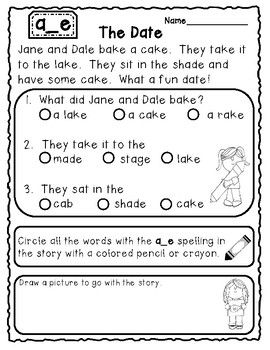 a_e
Name
The Date
Jane and Dale bake a cake. They take it
to the lake. They sit in the shade and
have some cake. What a fun date!
1. What did Jane and Dale bake?
a lake a cake a rake
2. They take it to the
made stage lake
3. They sat in the
cab shade cake
Circle all the words with the a_e spelling in
the story with a colored pencil or crayon.
Draw a picture to go with the story.